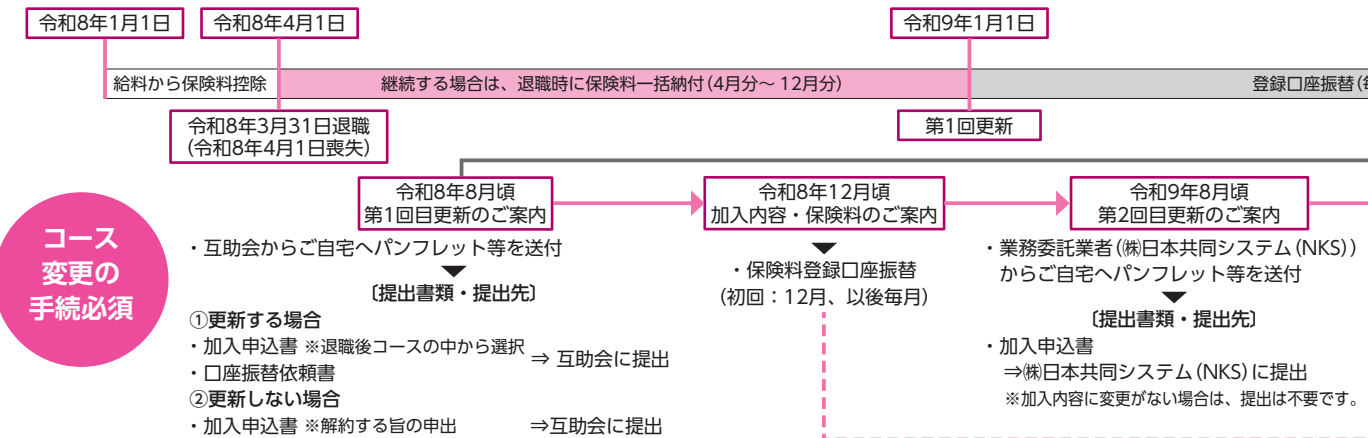 令和8年1月1日
令和8年4月1日
令和9年1月1日
給料から保険料控除
継続する場合は、退職時に保険料一括納付(4月分～12月分)
登録口座振替(
令和8年3月31日退職
(令和8年4月1日喪失)
第1回更新
コース
変更の
手続必須
令和8年8月頃
第1回目更新のご案内
・互助会からご自宅へパンフレット等を送付
▼
〔提出書類・提出先〕
①更新する場合
・加入申込書 ※退職後コースの中から選択
・口座振替依頼書
⇒ 互助会に提出
②更新しない場合
・加入申込書 ※解約する旨の申出 ⇒互助会に提出
令和8年12月頃
加入内容・保険料のご案内
▼
・保険料登録口座振替
(初回：12月、以後毎月)
令和9年8月頃
第2回目更新のご案内
・業務委託業者(㈱日本共同システム(NKS))
からご自宅へパンフレット等を送付
▼
〔提出書類・提出先〕
・加入申込書
⇒㈱日本共同システム(NKS)に提出
※加入内容に変更がない場合は、提出は不要です。